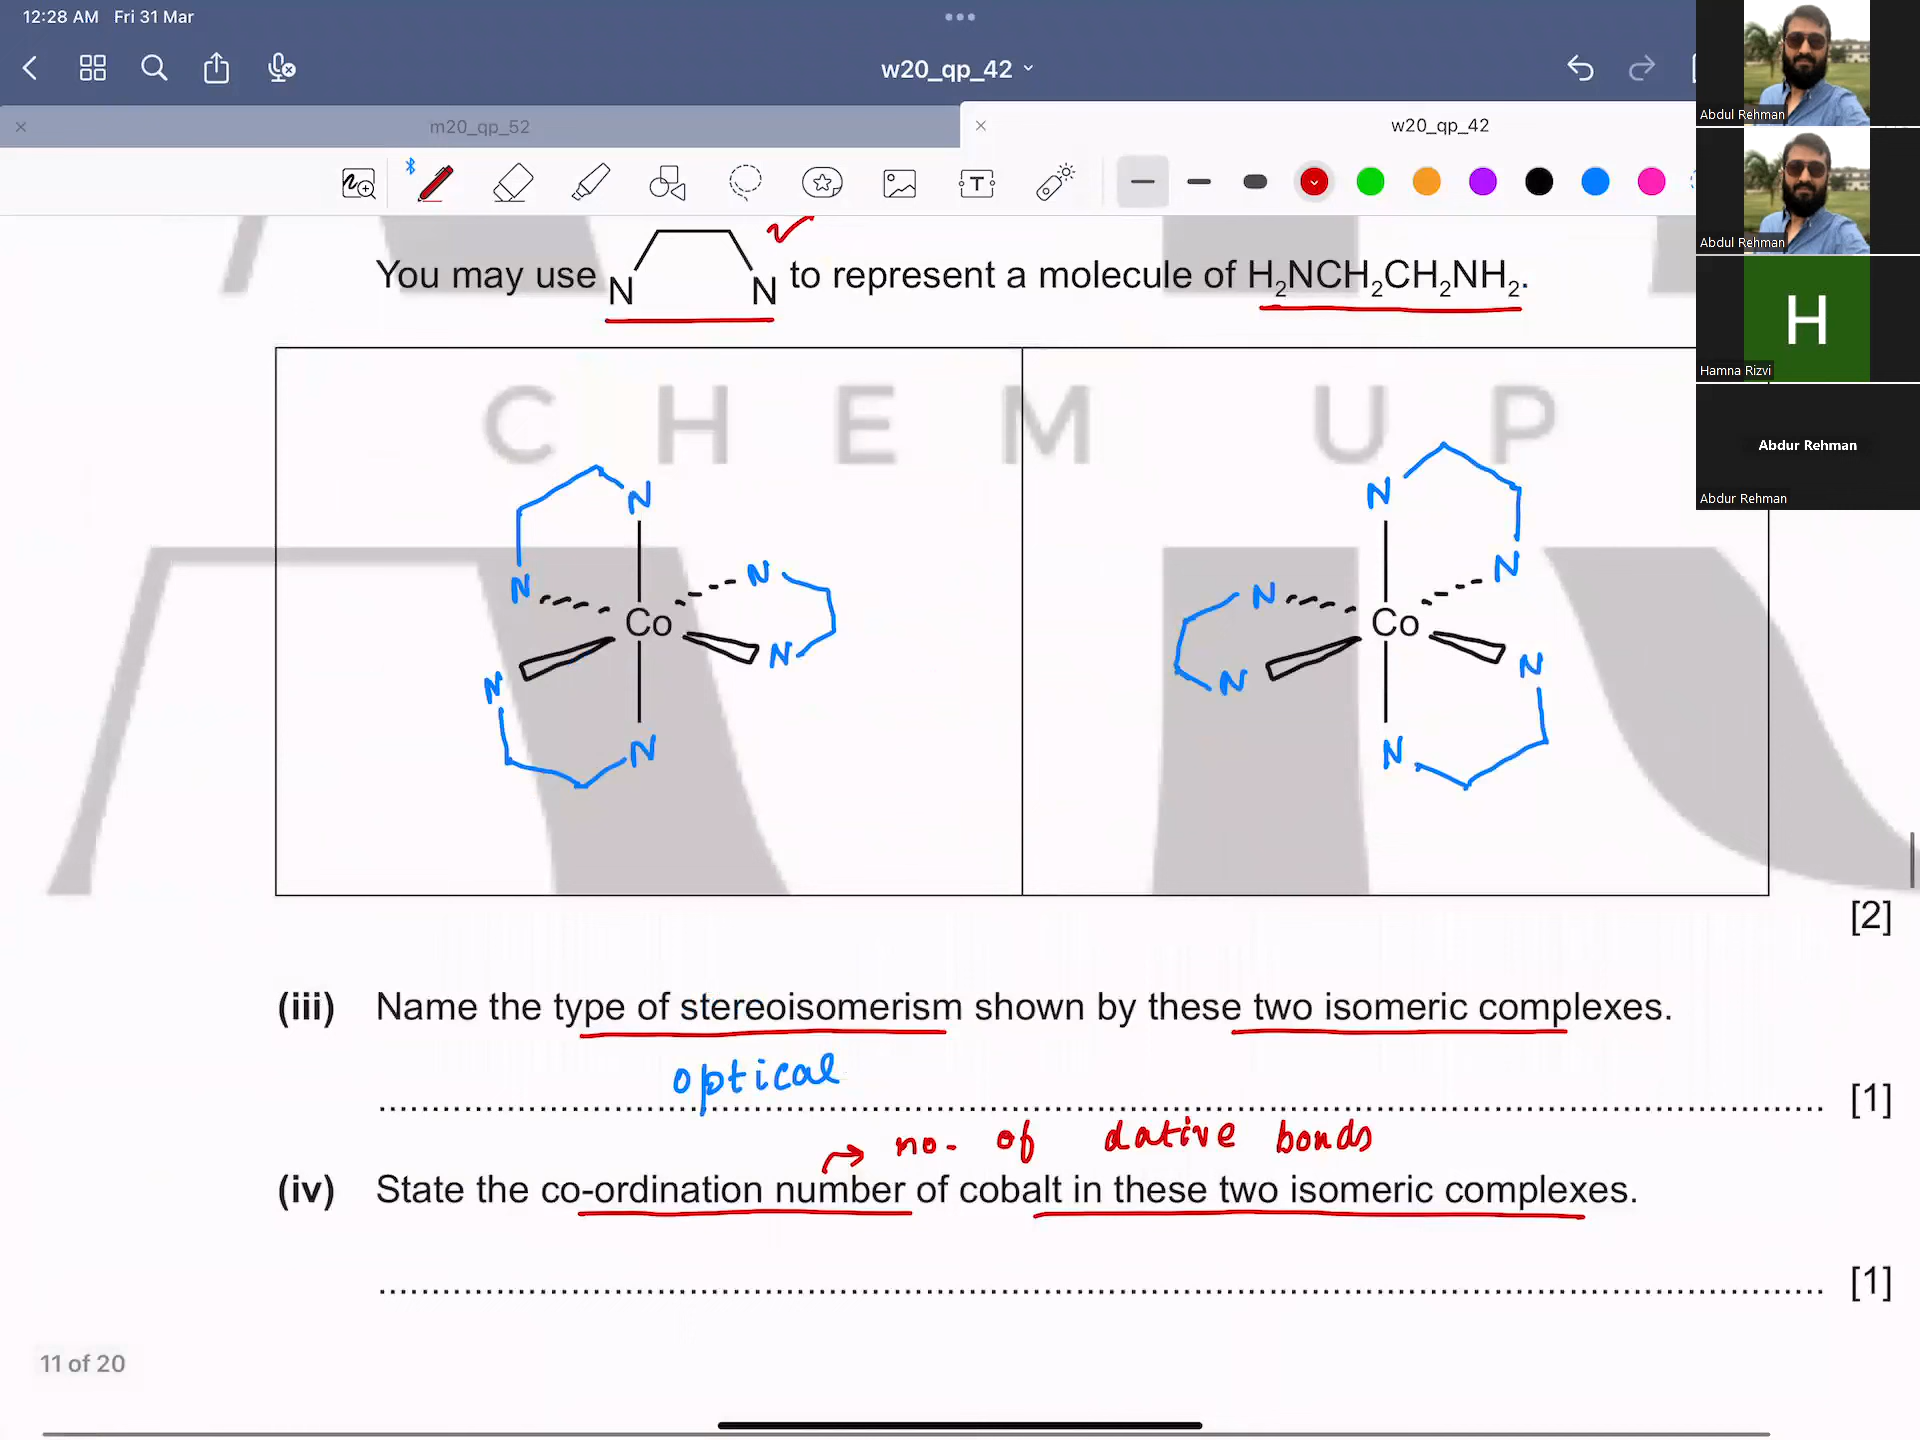 12:28 AM Fri 31 Mar
w20_qp_42
m20_qp_52
w20_qp_42
Abdul Rehman
Abdul Rehman
H
Hamna Rizvi
Abdur Rehman
Abdur Rehman
You may use N N to represent a molecule of H₂NCH₂CH₂NH₂.
CHEM UP
N
N
N
N
Co
N
N
N
N
N
N
Co
N
N
N
[2]
(iii) Name the type of stereoisomerism shown by these two isomeric complexes.
optical
[1]
no. of dative bonds
(iv) State the co-ordination number of cobalt in these two isomeric complexes.
[1]
11 of 20